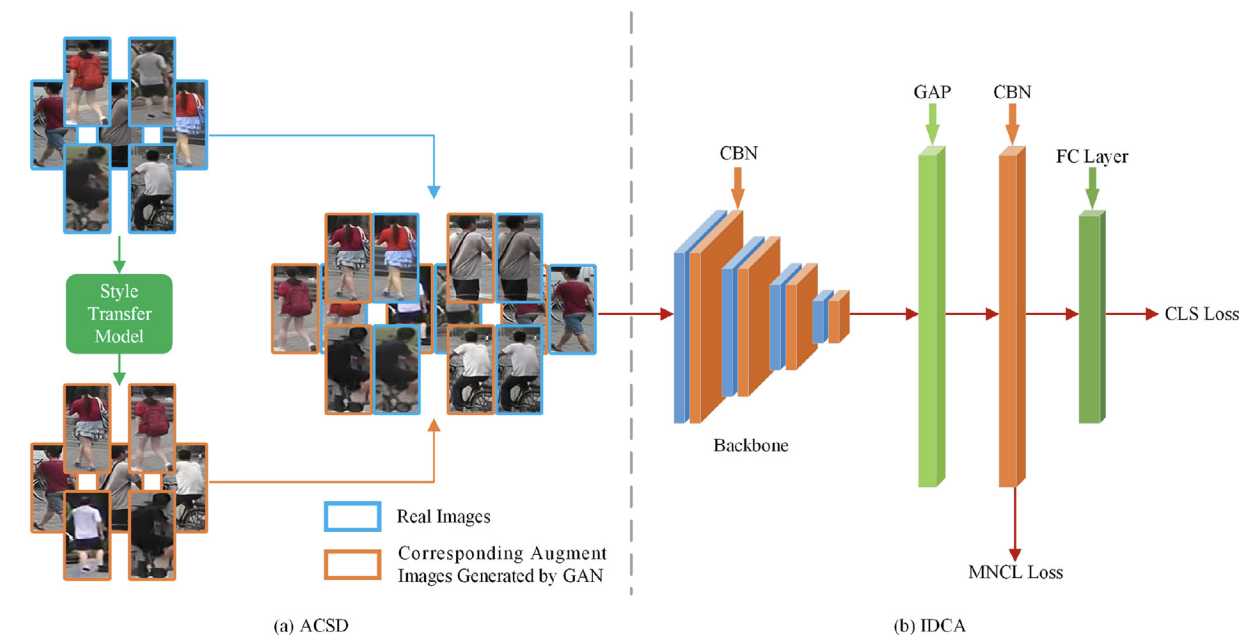 Style
Transfer
Model
Real Images
Corresponding Augment
Images Generated by GAN
(a) ACSD
CBN
Backbone
GAP
CBN
FC Layer
CLS Loss
MNCL Loss
(b) IDCA